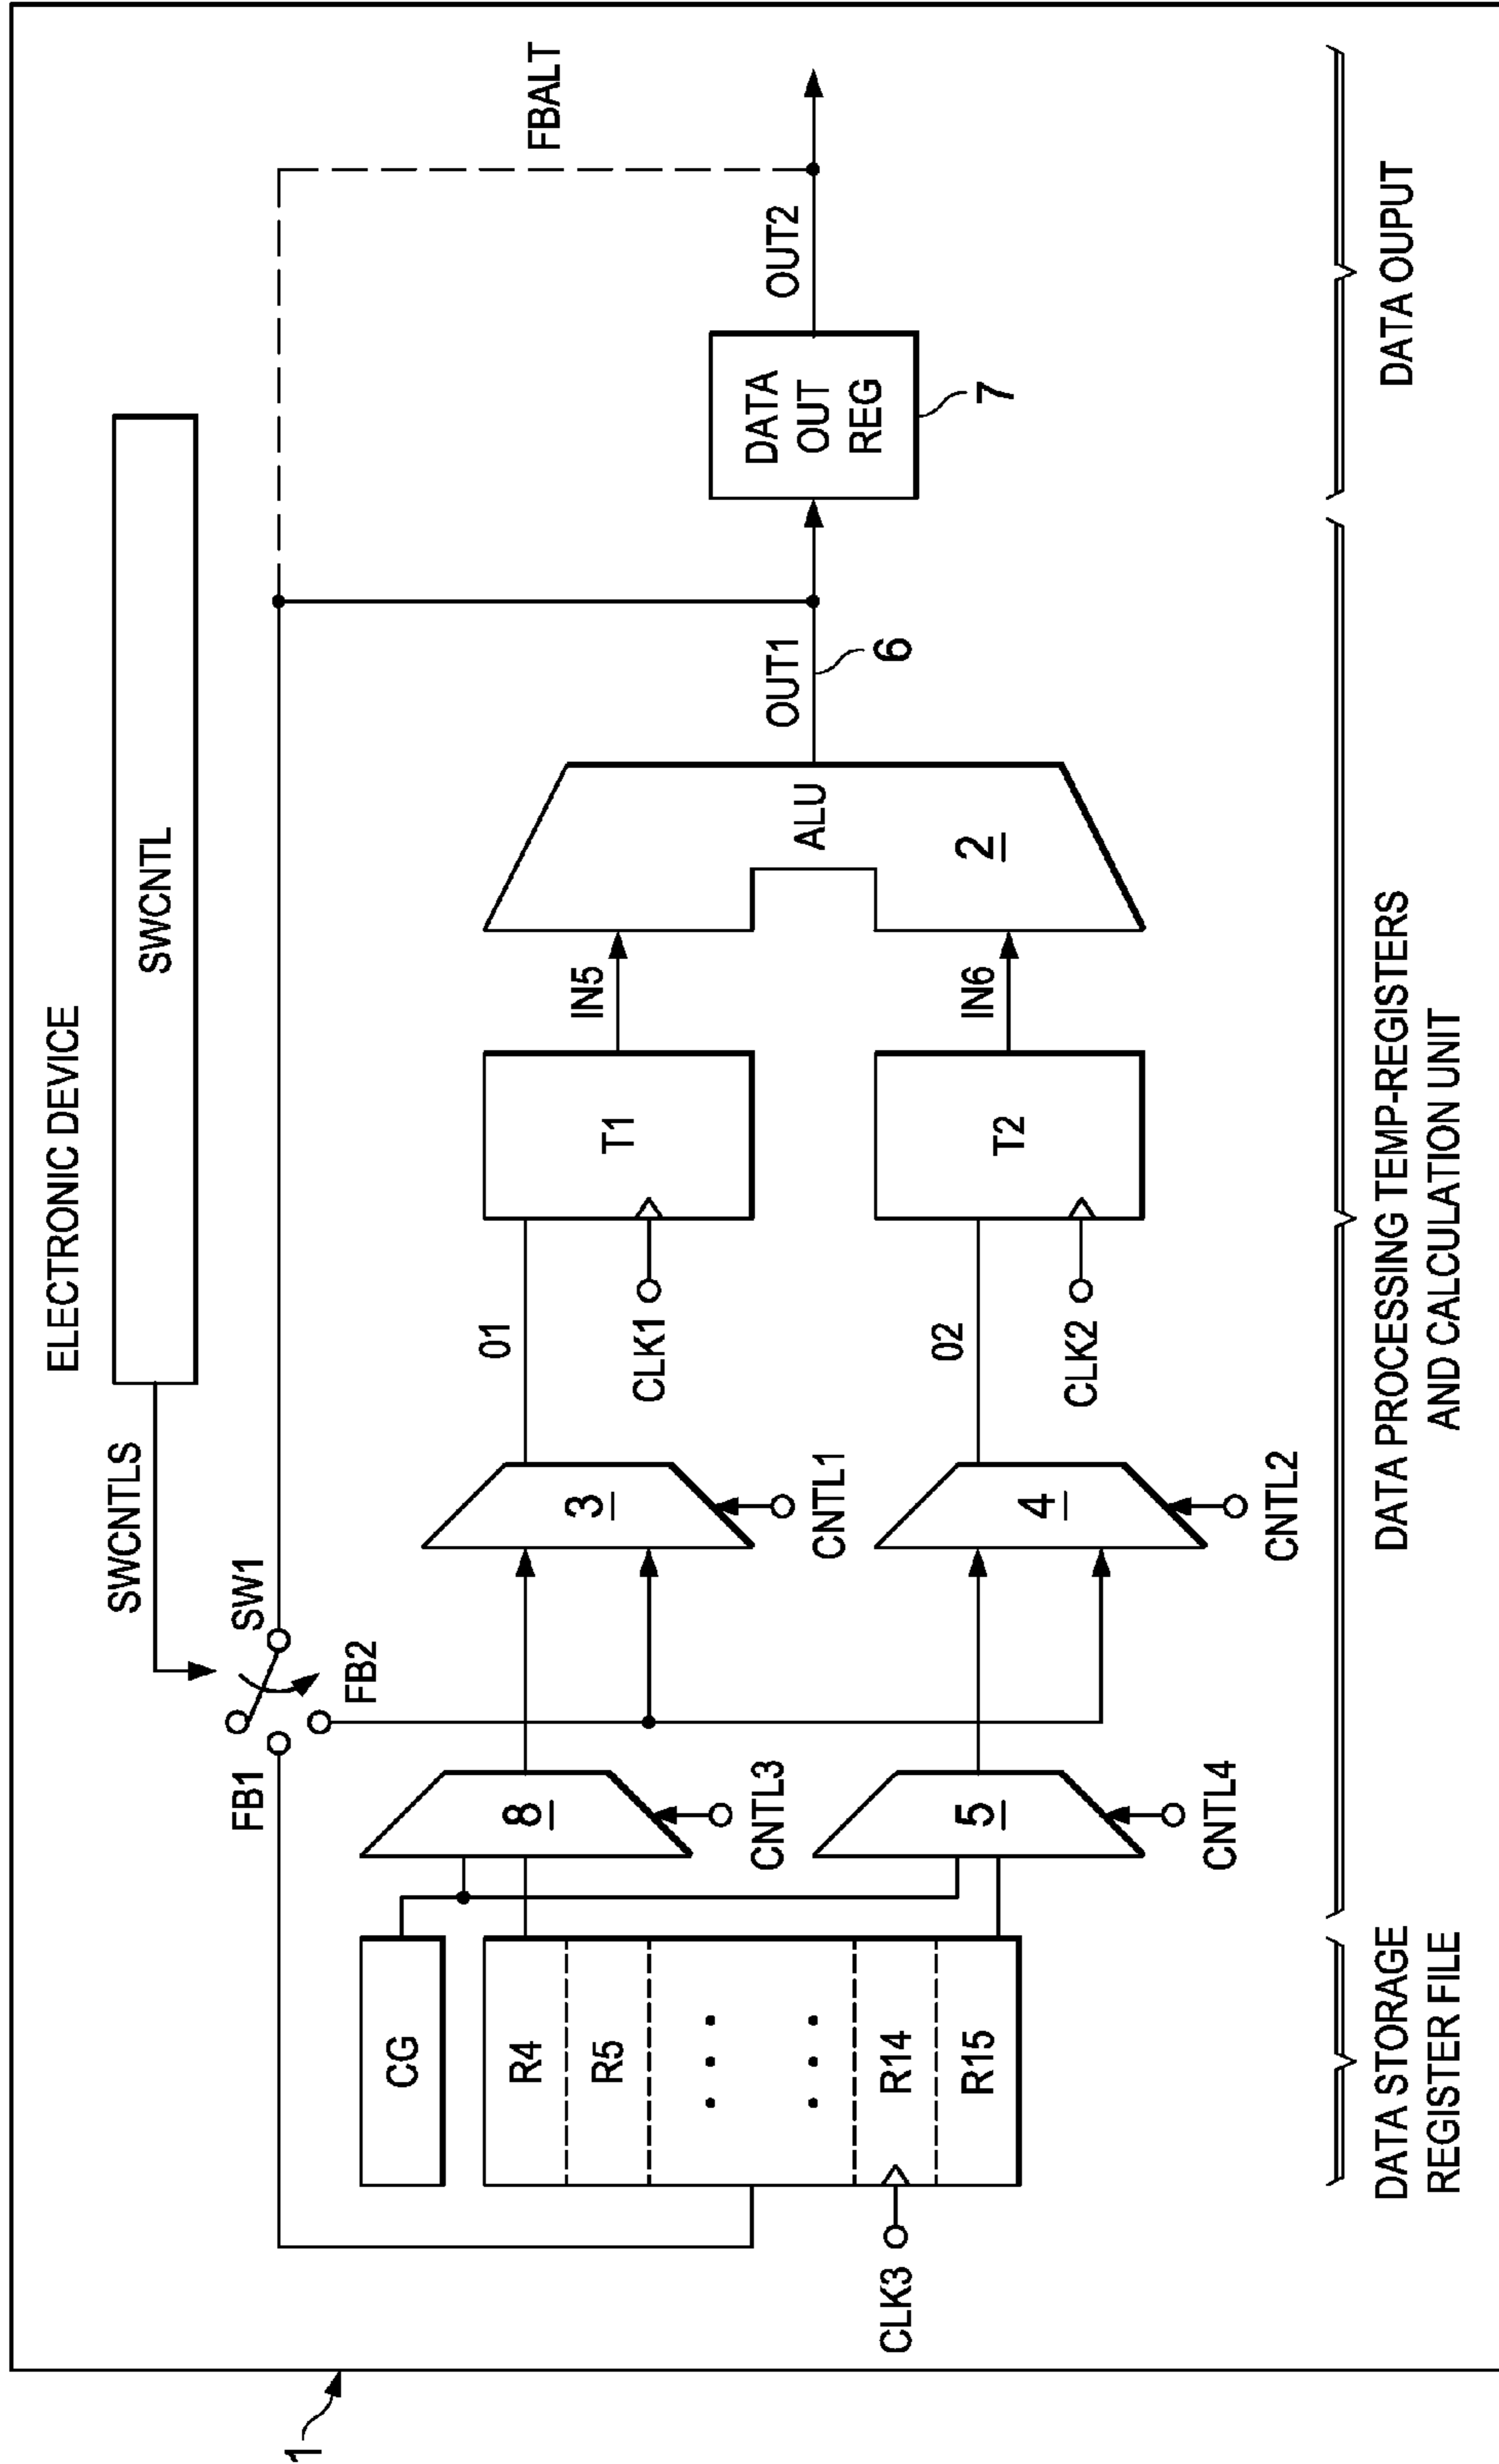 1
ELECTRONIC DEVICE
SWCNTL
SWCNTLS
SW1
FB1
FB2
FBALT
CG
R4
R5
R14
R15
CLK3
8
CNTL3
5
CNTL4
3
CNTL1
4
CNTL2
01
02
CLK1
CLK2
T1
T2
IN5
IN6
ALU
2
OUT1
6
DATA
OUT
REG
7
OUT2
DATA STORAGE
REGISTER FILE
DATA PROCESSING TEMP-REGISTERS
AND CALCULATION UNIT
DATA OUPUT